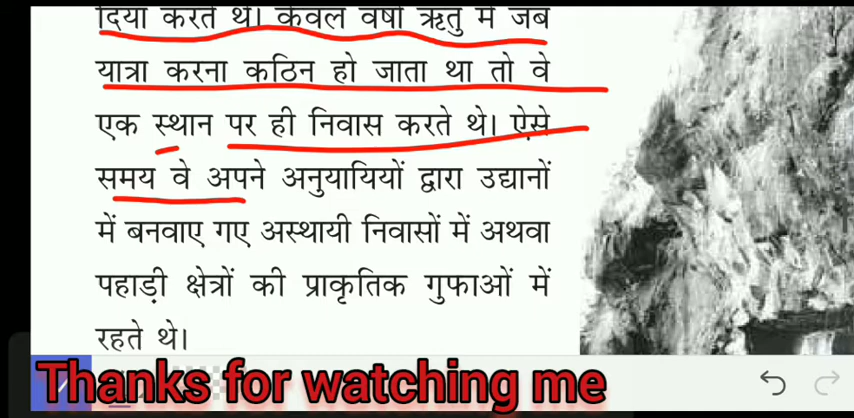 दिया करते थे। केवल वर्षा ऋतु में जब
यात्रा करना कठिन हो जाता था तो वे
एक स्थान पर ही निवास करते थे। ऐसे
समय वे अपने अनुयायियों द्वारा उद्यानों
में बनवाए गए अस्थायी निवासों में अथवा
पहाड़ी क्षेत्रों की प्राकृतिक गुफाओं में
रहते थे।
Thanks for watching me